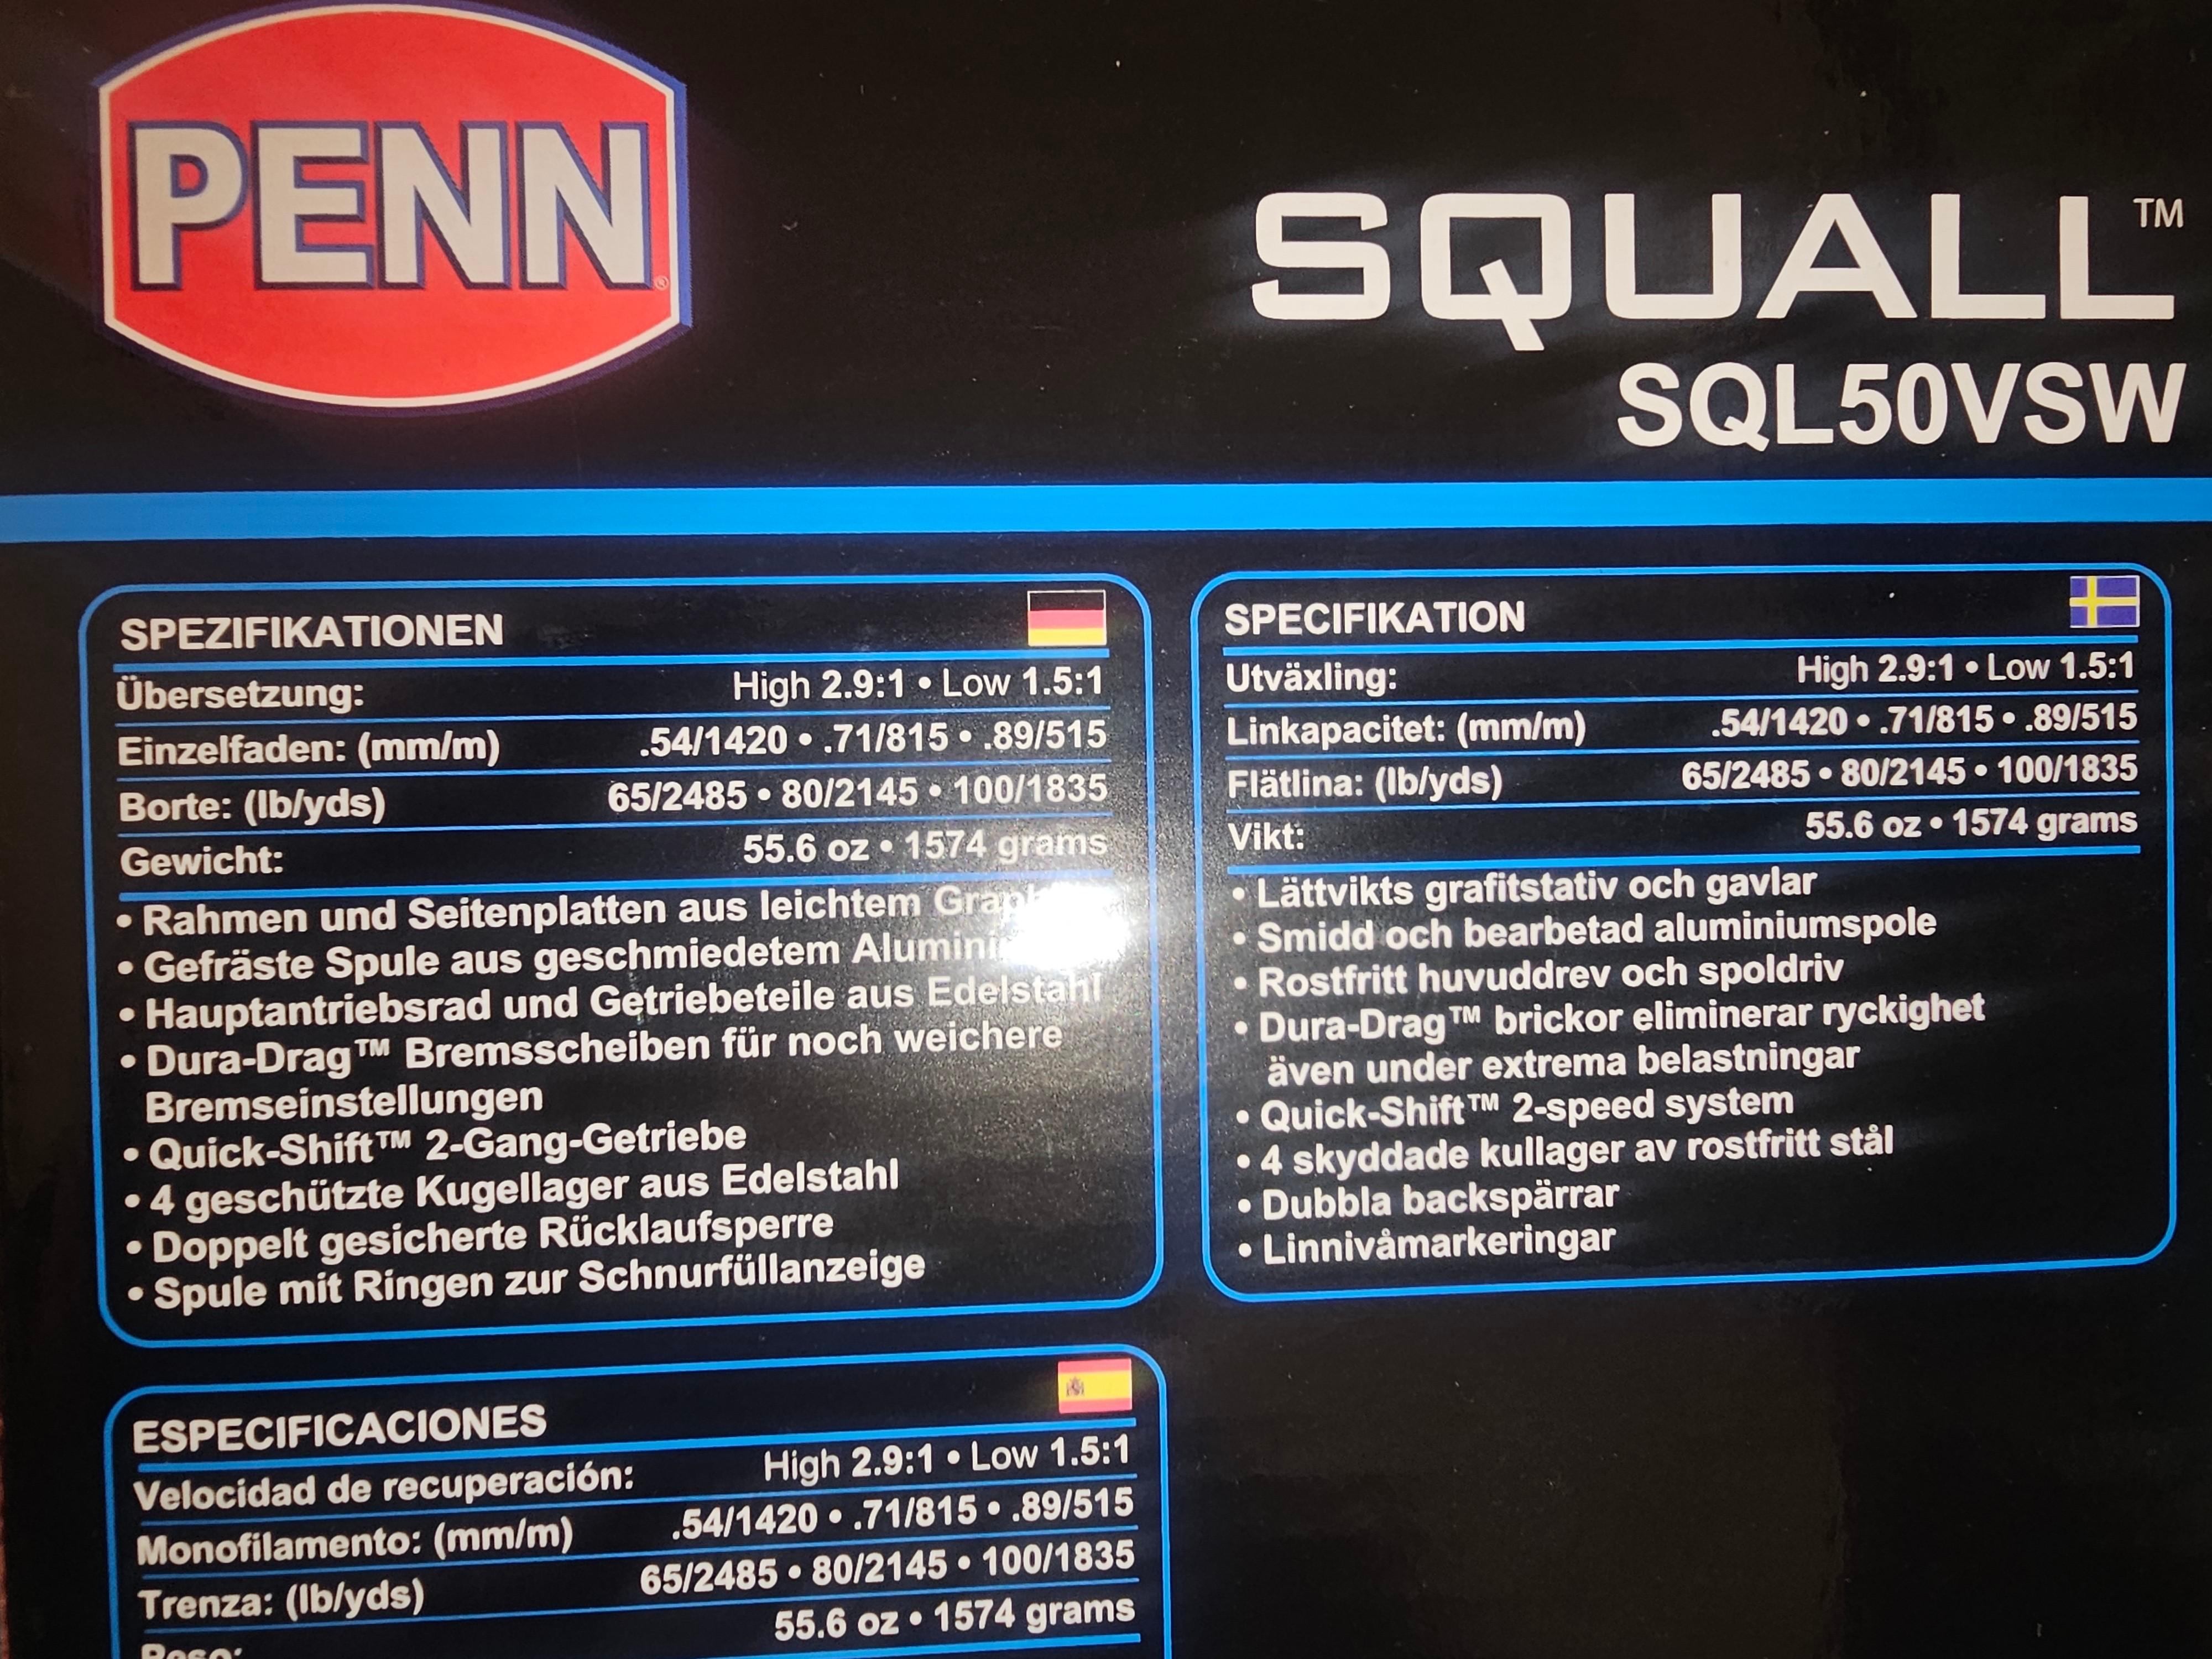 PENN®
SQUALL™
SQL50VSW
SPEZIFIKATIONEN
Übersetzung: High 2.9:1 • Low 1.5:1
Einzelfaden: (mm/m) .54/1420 • .71/815 • .89/515
Borte: (lb/yds) 65/2485 • 80/2145 • 100/1835
Gewicht: 55.6 oz • 1574 grams
• Rahmen und Seitenplatten aus leichtem
• Gefräste Spule aus geschmiedetem
• Hauptantriebsrad und Getriebeteile aus Edelstahl
• Dura-Drag™ Bremsscheiben für noch weichere
Bremseinstellungen
• Quick-Shift™ 2-Gang-Getriebe
• 4 geschützte Kugellager aus Edelstahl
• Doppelt gesicherte Rücklaufsperre
• Spule mit Ringen zur Schnurfüllanzeige
SPECIFIKATION
Utväxling: High 2.9:1 • Low 1.5:1
Linkapacitet: (mm/m) .54/1420 • .71/815 • .89/515
Flätlina: (lb/yds) 65/2485 • 80/2145 • 100/1835
Vikt: 55.6 oz • 1574 grams
• Lättvikts grafitstativ och gavlar
• Smidd och bearbetad aluminiumspole
• Rostfritt huvuddrev och spoldriv
• Dura-Drag™ brickor eliminerar ryckighet
även under extrema belastningar
• Quick-Shift™ 2-speed system
• 4 skyddade kullager av rostfritt stål
• Dubbla backspärrar
• Linnivåmarkeringar
ESPECIFICACIONES
Velocidad de recuperación: High 2.9:1 • Low 1.5:1
Monofilamento: (mm/m) .54/1420 • .71/815 • .89/515
Trenza: (lb/yds) 65/2485 • 80/2145 • 100/1835
Peso: 55.6 oz • 1574 grams